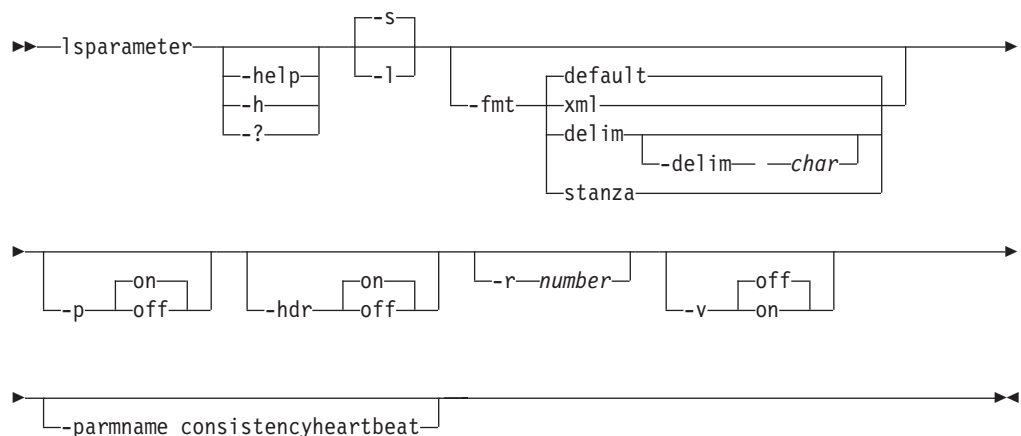 -s
lsparameter
-help
-h
-?
-l
-fmt
default
xml
delim
-delim char
stanza
-p
on
off
-hdr
on
off
-r number
-v
off
on
-parmname consistencyheartbeat